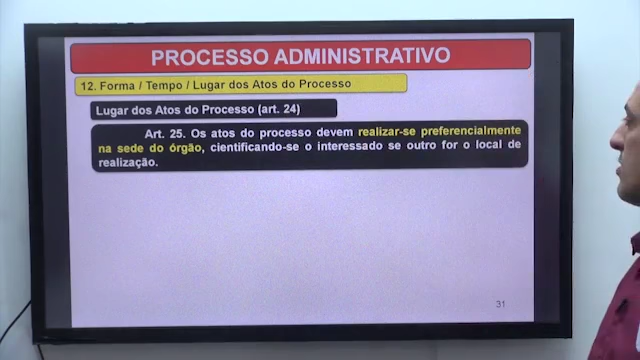 PROCESSO ADMINISTRATIVO
12. Forma / Tempo / Lugar dos Atos do Processo
Lugar dos Atos do Processo (art. 24)
Art. 25. Os atos do processo devem realizar-se preferencialmente
na sede do órgão, cientificando-se o interessado se outro for o local de
realização.
31